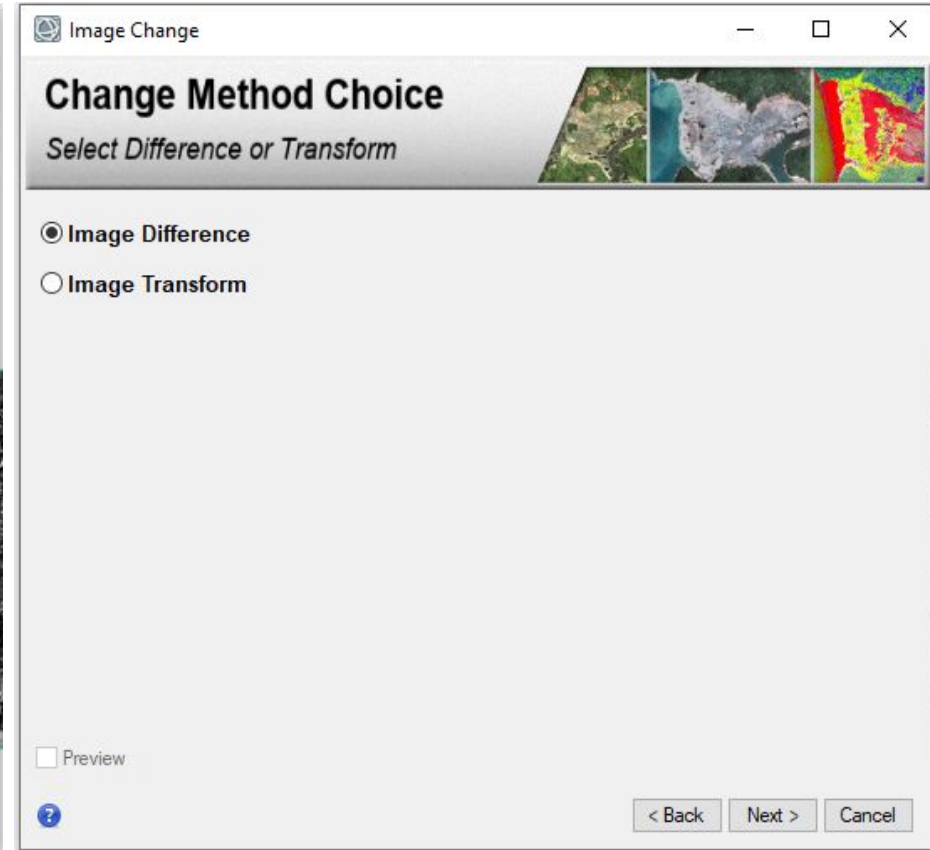 Image Change
Change Method Choice
Select Difference or Transform
Image Difference
Image Transform
Preview
< Back Next > Cancel